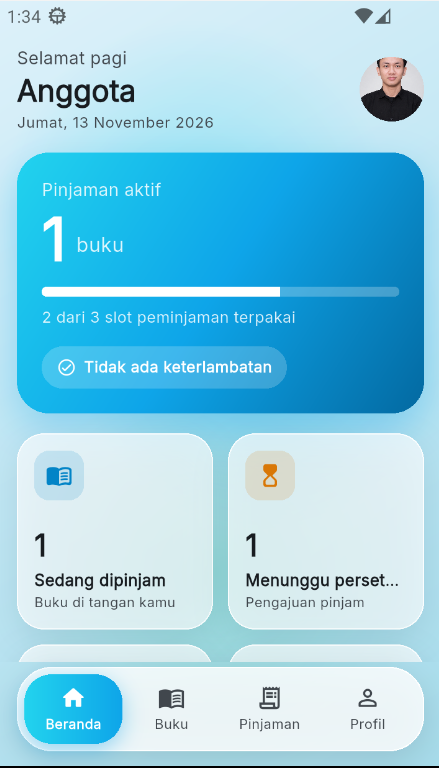 1:34
Selamat pagi
Anggota
Jumat, 13 November 2026
Pinjaman aktif
1 buku
2 dari 3 slot peminjaman terpakai
Tidak ada keterlambatan
1
Sedang dipinjam
Buku di tangan kamu
1
Menunggu perset...
Pengajuan pinjam
Beranda
Buku
Pinjaman
Profil